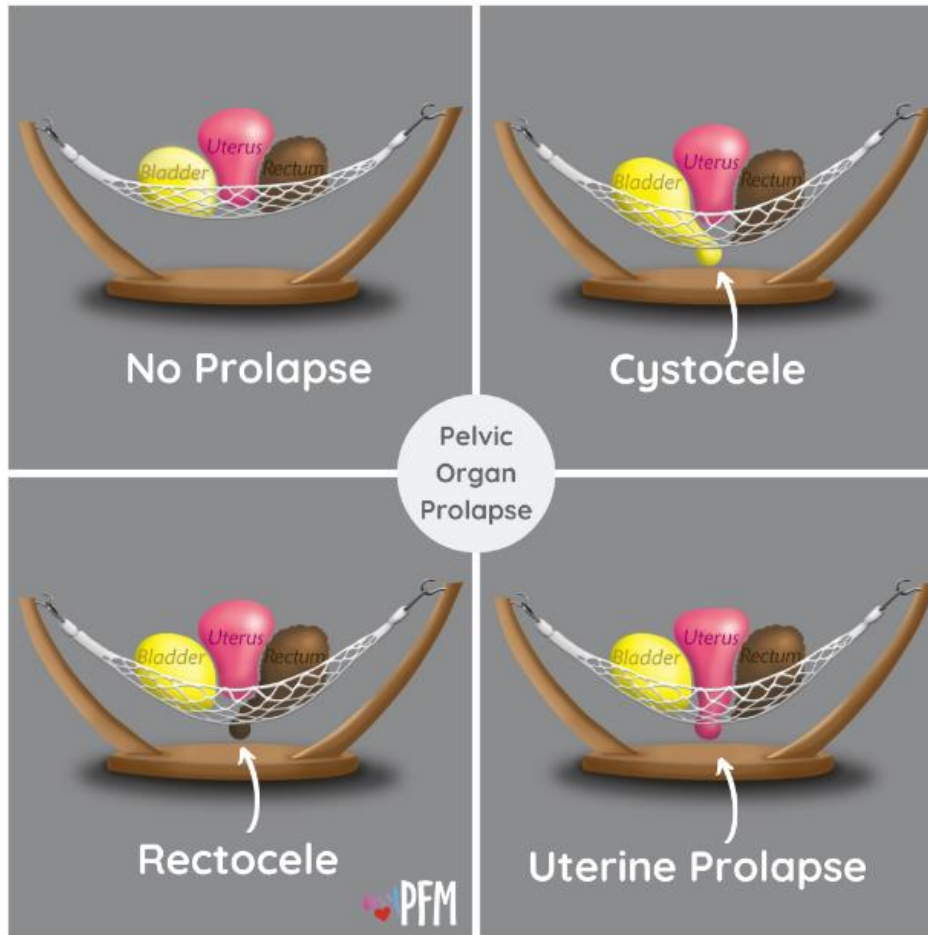 Bladder
Uterus
Rectum
No Prolapse
Bladder
Uterus
Rectum
Cystocele
Pelvic
Organ
Prolapse
Bladder
Uterus
Rectum
Rectocele
PFM
Bladder
Uterus
Rectum
Uterine Prolapse